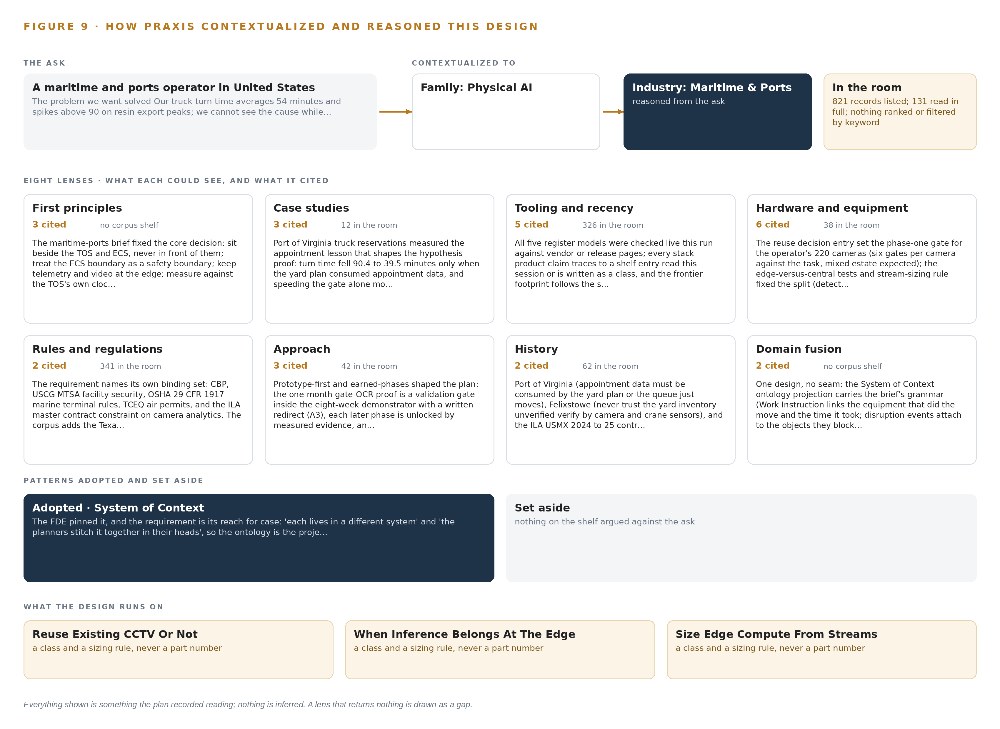 FIGURE 9 · HOW PRAXIS CONTEXTUALIZED AND REASONED THIS DESIGN
THE ASK
CONTEXTUALIZED TO
A maritime and ports operator in United States
The problem we want solved Our truck turn time averages 54 minutes and
spikes above 90 on resin export peaks; we cannot see the cause while…
Family: Physical AI
Industry: Maritime & Ports
reasoned from the ask
In the room
821 records listed; 131 read in
full; nothing ranked or filtered
by keyword
EIGHT LENSES · WHAT EACH COULD SEE, AND WHAT IT CITED
First principles
3 cited
no corpus shelf
The maritime-ports brief fixed the core decision: sit
beside the TOS and ECS, never in front of them;
treat the ECS boundary as a safety boundary; keep
telemetry and video at the edge; measure against
the TOS's own cloc…
Case studies
3 cited
12 in the room
Port of Virginia truck reservations measured the
appointment lesson that shapes the hypothesis
proof: turn time fell 90.4 to 39.5 minutes only when
the yard plan consumed appointment data, and
speeding the gate alone mo…
Tooling and recency
5 cited
326 in the room
All five register models were checked live this run
against vendor or release pages; every stack
product claim traces to a shelf entry read this
session or is written as a class, and the frontier
footprint follows the s…
Hardware and equipment
6 cited
38 in the room
The reuse decision entry set the phase-one gate for
the operator's 220 cameras (six gates per camera
against the task, mixed estate expected); the
edge-versus-central tests and stream-sizing rule
fixed the split (detect…
Rules and regulations
2 cited
341 in the room
The requirement names its own binding set: CBP,
USCG MTSA facility security, OSHA 29 CFR 1917
marine terminal rules, TCEQ air permits, and the ILA
master contract constraint on camera analytics. The
corpus adds the Texa…
Approach
3 cited
42 in the room
Prototype-first and earned-phases shaped the plan:
the one-month gate-OCR proof is a validation gate
inside the eight-week demonstrator with a written
redirect (A3), each later phase is unlocked by
measured evidence, an…
History
2 cited
62 in the room
Port of Virginia (appointment data must be
consumed by the yard plan or the queue just
moves), Felixstowe (never trust the yard inventory
unverified verify by camera and crane sensors), and
the ILA-USMX 2024 to 25 contr…
Domain fusion
2 cited
no corpus shelf
One design, no seam: the System of Context
ontology projection carries the brief's grammar
(Work Instruction links the equipment that did the
move and the time it took; disruption events attach
to the objects they block…
PATTERNS ADOPTED AND SET ASIDE
Adopted · System of Context
The FDE pinned it, and the requirement is its reach-for case: 'each lives in a different system' and 'the
planners stitch it together in their heads', so the ontology is the proje…
Set aside
nothing on the shelf argued against the ask
WHAT THE DESIGN RUNS ON
Reuse Existing CCTV Or Not
a class and a sizing rule, never a part number
When Inference Belongs At The Edge
a class and a sizing rule, never a part number
Size Edge Compute From Streams
a class and a sizing rule, never a part number
Everything shown is something the plan recorded reading; nothing is inferred. A lens that returns nothing is drawn as a gap.